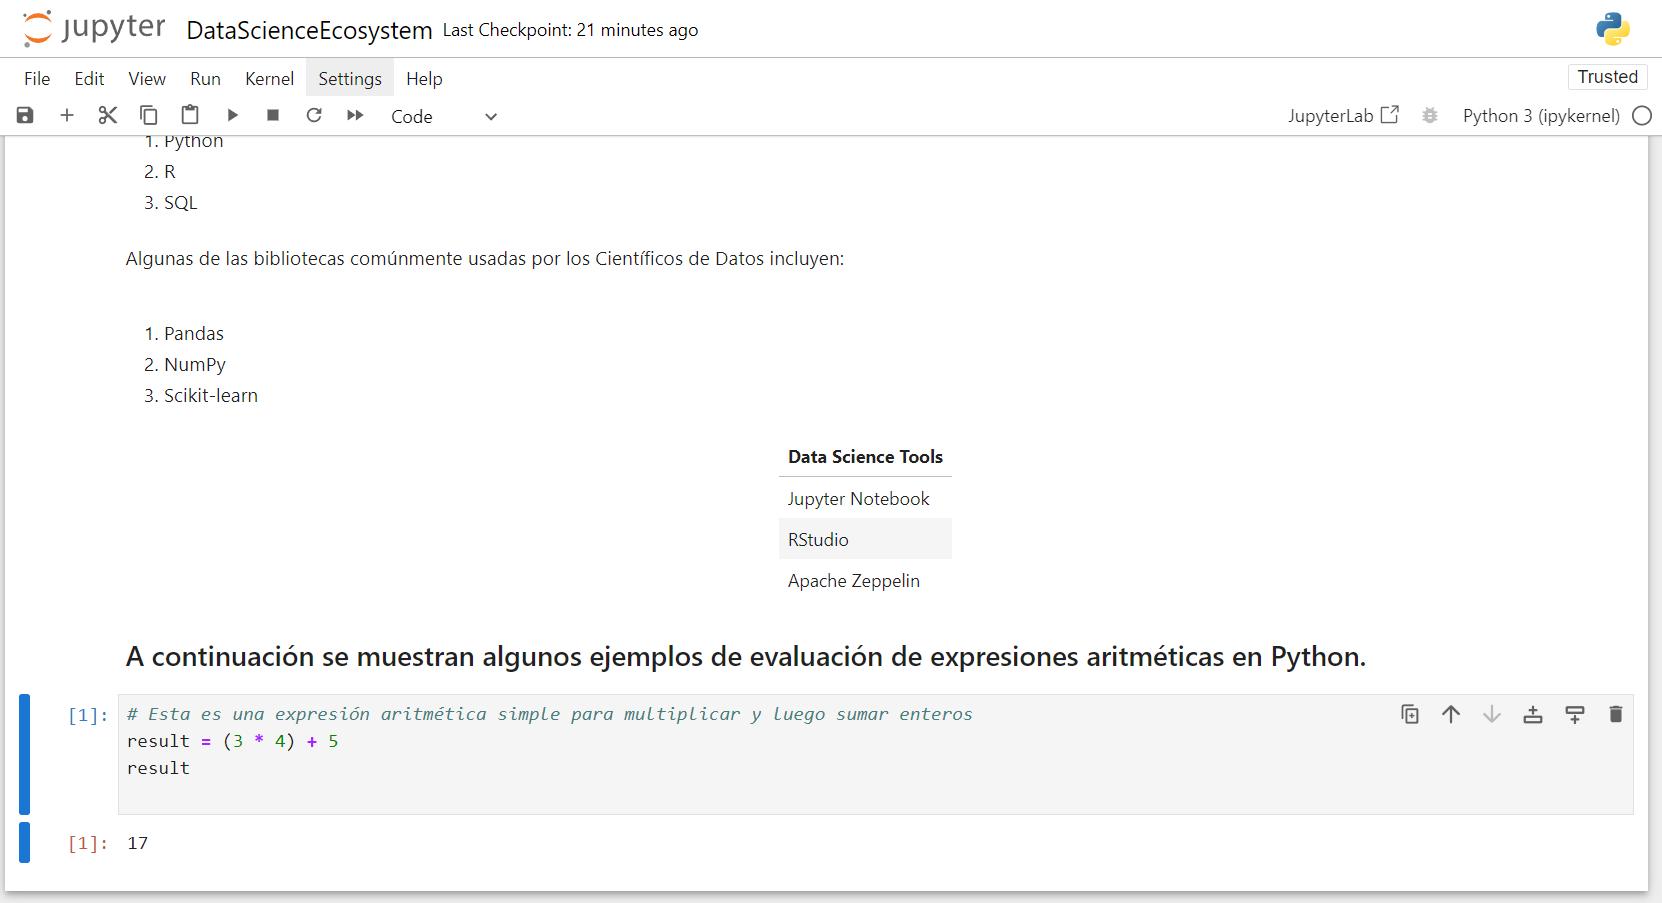 jupyter DataScienceEcosystem Last Checkpoint: 21 minutes ago
File Edit View Run Kernel Settings Help Trusted
Code JupyterLab Python 3 (ipykernel)
1. Python
2. R
3. SQL
Algunas de las bibliotecas comúnmente usadas por los Científicos de Datos incluyen:
1. Pandas
2. NumPy
3. Scikit-learn
Data Science Tools
Jupyter Notebook
RStudio
Apache Zeppelin
A continuación se muestran algunos ejemplos de evaluación de expresiones aritméticas en Python.
[1]: # Esta es una expresión aritmética simple para multiplicar y luego sumar enteros
result = (3 * 4) + 5
result
[1]: 17